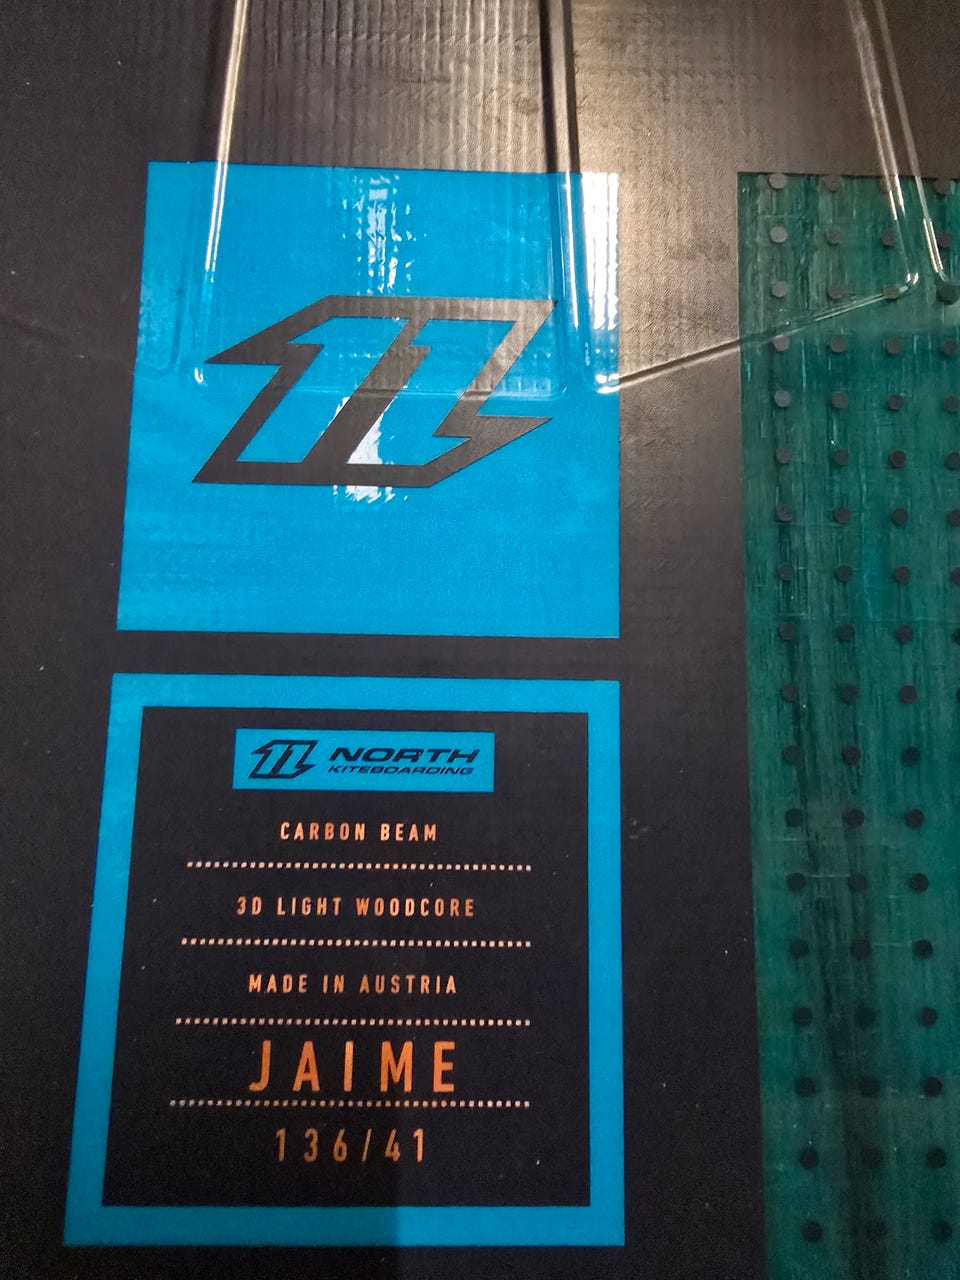 NORTH
KITEBOARDING
CARBON BEAM
3D LIGHT WOODCORE
MADE IN AUSTRIA
JAIME
136/41